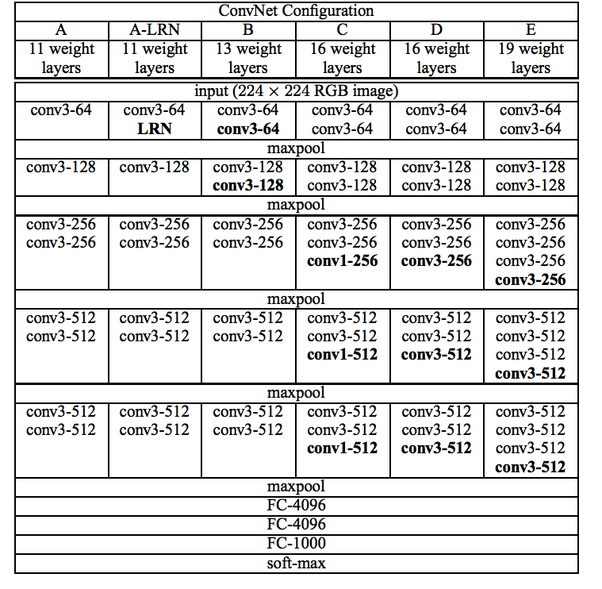 ConvNet Configuration
A A-LRN B C D E
11 weight 11 weight 13 weight 16 weight 16 weight 19 weight
layers layers layers layers layers layers
input (224 × 224 RGB image)
conv3-64 conv3-64 conv3-64 conv3-64 conv3-64 conv3-64
LRN conv3-64 conv3-64 conv3-64 conv3-64
maxpool
conv3-128 conv3-128 conv3-128 conv3-128 conv3-128 conv3-128
conv3-128 conv3-128 conv3-128 conv3-128
maxpool
conv3-256 conv3-256 conv3-256 conv3-256 conv3-256 conv3-256
conv3-256 conv3-256 conv3-256 conv3-256 conv3-256 conv3-256
conv1-256 conv3-256 conv3-256
conv3-256
maxpool
conv3-512 conv3-512 conv3-512 conv3-512 conv3-512 conv3-512
conv3-512 conv3-512 conv3-512 conv3-512 conv3-512 conv3-512
conv1-512 conv3-512 conv3-512
conv3-512
maxpool
conv3-512 conv3-512 conv3-512 conv3-512 conv3-512 conv3-512
conv3-512 conv3-512 conv3-512 conv3-512 conv3-512 conv3-512
conv1-512 conv3-512 conv3-512
conv3-512
maxpool
FC-4096
FC-4096
FC-1000
soft-max